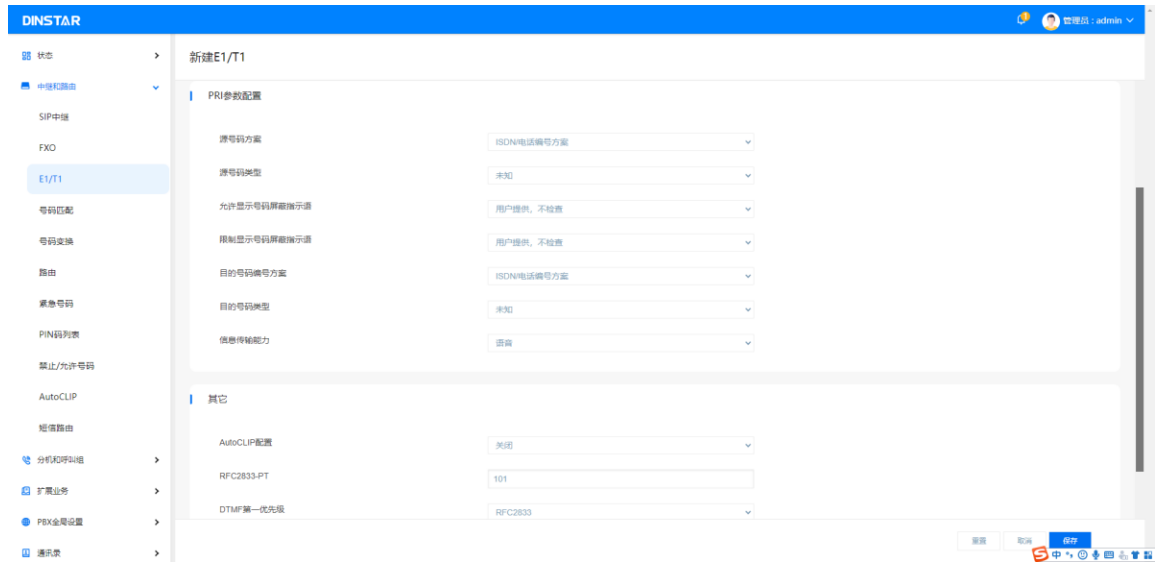 DINSTAR
管理员 : admin
状态
新建E1/T1
中继和路由
PRI参数配置
SIP中继
FXO
E1/T1
号码匹配
号码变换
路由
紧急号码
PIN码列表
禁止/允许号码
AutoCLIP
短信路由
分机和呼叫组
扩展业务
PBX全局设置
通讯录
源号码方案
ISDN/电话编号方案
源号码类型
未知
允许显示号码屏蔽指示语
用户提供，不检查
限制显示号码屏蔽指示语
用户提供，不检查
目的号码编号方案
ISDN/电话编号方案
目的号码类型
未知
信息传输能力
语音
其它
AutoCLIP配置
关闭
RFC2833-PT
101
DTMF第一优先级
RFC2833
重置
取消
保存
中